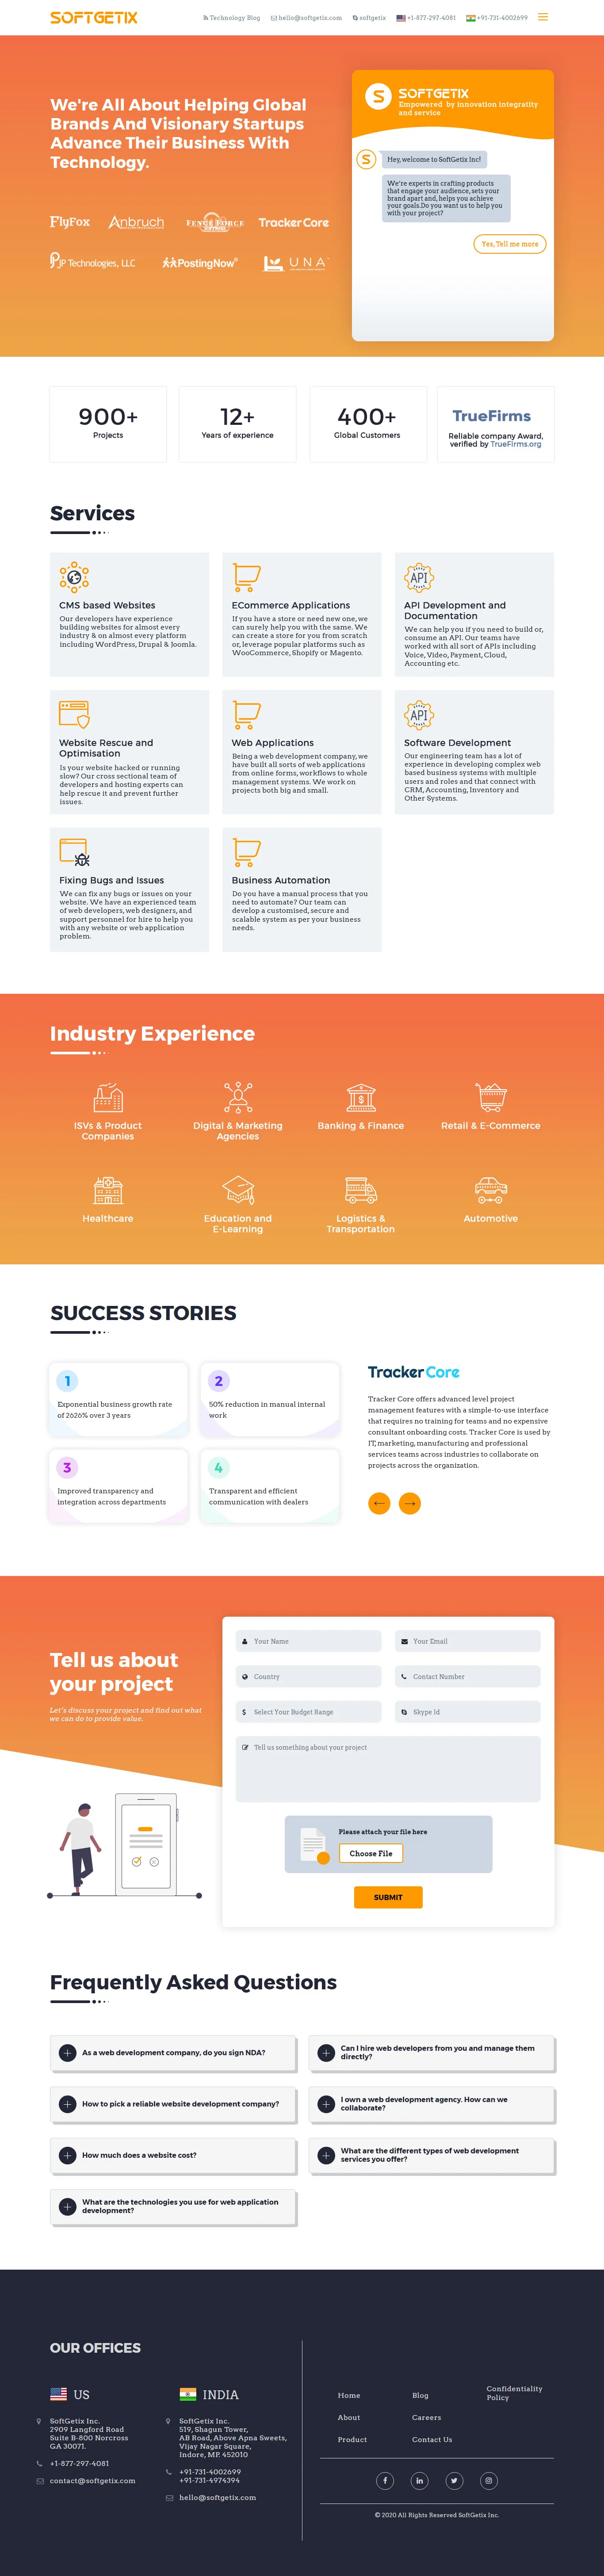 SOFTGETIX
Technology Blog
hello@softgetix.com
softgetix
+1-877-297-4081
+91-731-4002699
We're All About Helping Global
Brands And Visionary Startups
Advance Their Business With
Technology.
FlyFox
Anbruch
FENCE FORCE
TrackerCore
JP Technologies, LLC
PostingNow
LUNA
SOFTGETIX
Empowered by innovation integratity
and service
Hey, welcome to SoftGetix Inc!
We're experts in crafting products
that engage your audience, sets your
brand apart and, helps you achieve
your goals.Do you want us to help you
with your project?
Yes, Tell me more
900+
Projects
12+
Years of experience
400+
Global Customers
TrueFirms
Reliable company Award,
verified by TrueFirms.org
Services
CMS based Websites
Our developers have experience
building websites for almost every
industry & on almost every platform
including WordPress, Drupal & Joomla.
ECommerce Applications
If you have a store or need new one, we
can surely help you with the same. We
can create a store for you from scratch
or, leverage popular platforms such as
WooCommerce, Shopify or Magento.
API
API Development and
Documentation
We can help you if you need to build or,
consume an API. Our teams have
worked with all sort of APIs including
Voice, Video, Payment, Cloud,
Accounting etc.
Website Rescue and
Optimisation
Is your website hacked or running
slow? Our cross sectional team of
developers and hosting experts can
help rescue it and prevent further
issues.
Web Applications
Being a web development company, we
have built all sorts of web applications
from online forms, workflows to whole
management systems. We work on
projects both big and small.
API
Software Development
Our engineering team has a lot of
experience in developing complex web
based business systems with multiple
users and roles and that connect with
CRM, Accounting, Inventory and
Other Systems.
Fixing Bugs and Issues
We can fix any bugs or issues on your
website. We have an experienced team
of web developers, web designers, and
support personnel for hire to help you
with any website or web application
problem.
Business Automation
Do you have a manual process that you
need to automate? Our team can
develop a customised, secure and
scalable system as per your business
needs.
Industry Experience
ISVs & Product
Companies
Digital & Marketing
Agencies
Banking & Finance
Retail & E-Commerce
Healthcare
Education and
E-Learning
Logistics &
Transportation
Automotive
SUCCESS STORIES
1
Exponential business growth rate
of 2626% over 3 years
2
50% reduction in manual internal
work
3
Improved transparency and
integration across departments
4
Transparent and efficient
communication with dealers
TrackerCore
Tracker Core offers advanced level project
management features with a simple-to-use interface
that requires no training for teams and no expensive
consultant onboarding costs. Tracker Core is used by
IT, marketing, manufacturing and professional
services teams across industries to collaborate on
projects across the organization.
Tell us about
your project
Let's discuss your project and find out what
we can do to provide value.
Your Name
Your Email
Country
Contact Number
Select Your Budget Range
Skype Id
Tell us something about your project
Please attach your file here
Choose File
SUBMIT
Frequently Asked Questions
As a web development company, do you sign NDA?
Can I hire web developers from you and manage them
directly?
How to pick a reliable website development company?
I own a web development agency. How can we
collaborate?
How much does a website cost?
What are the different types of web development
services you offer?
What are the technologies you use for web application
development?
OUR OFFICES
US
SoftGetix Inc.
2909 Langford Road
Suite B-800 Norcross
GA 30071.
+1-877-297-4081
contact@softgetix.com
INDIA
SoftGetix Inc.
519, Shagun Tower,
AB Road, Above Apna Sweets,
Vijay Nagar Square,
Indore, MP. 452010
+91-731-4002699
+91-731-4974394
hello@softgetix.com
Home
Blog
Confidentiality
Policy
About
Careers
Product
Contact Us
© 2020 All Rights Reserved SoftGetix Inc.